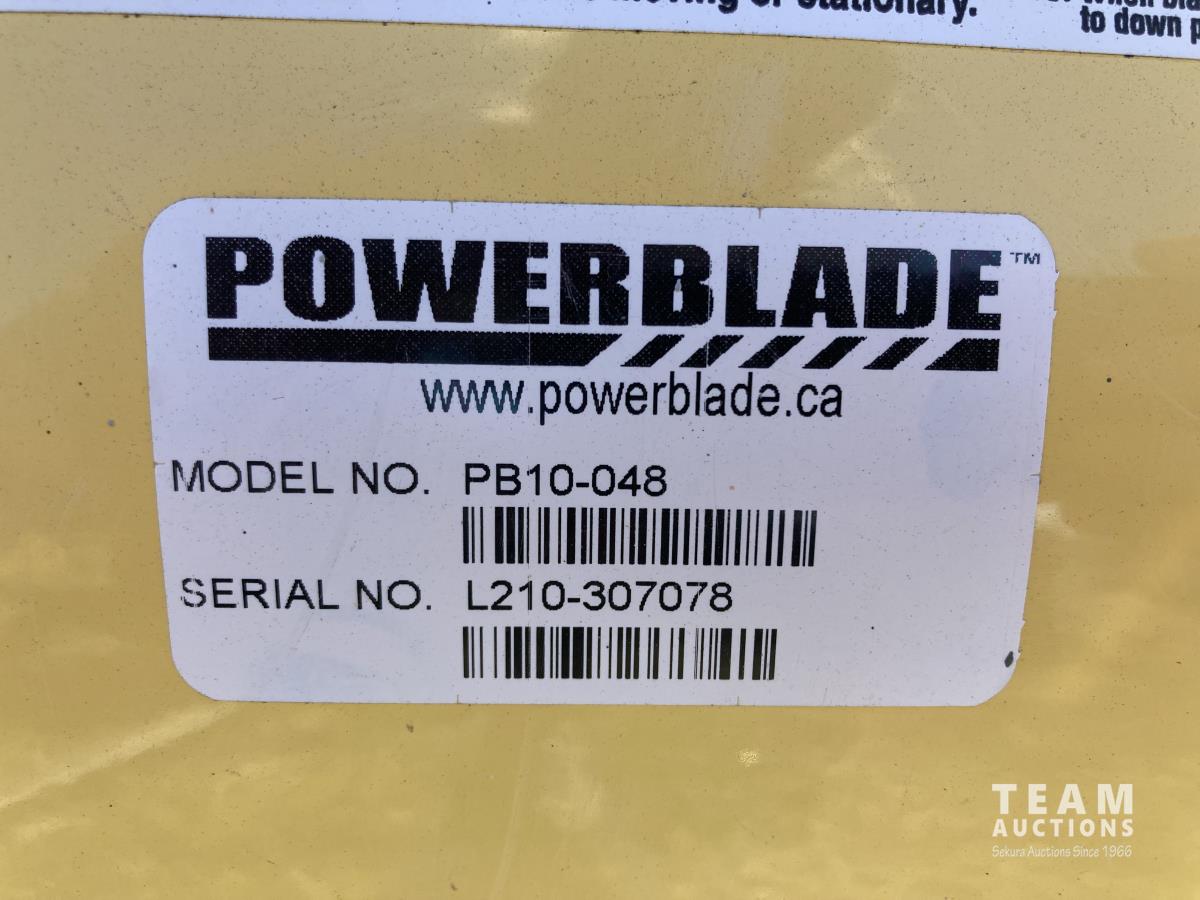 moving or stationary.
to down
POWERBLADE™
www.powerblade.ca
MODEL NO. PB10-048
SERIAL NO. L210-307078
TEAM
AUCTIONS
Sekura Auctions Since 1966